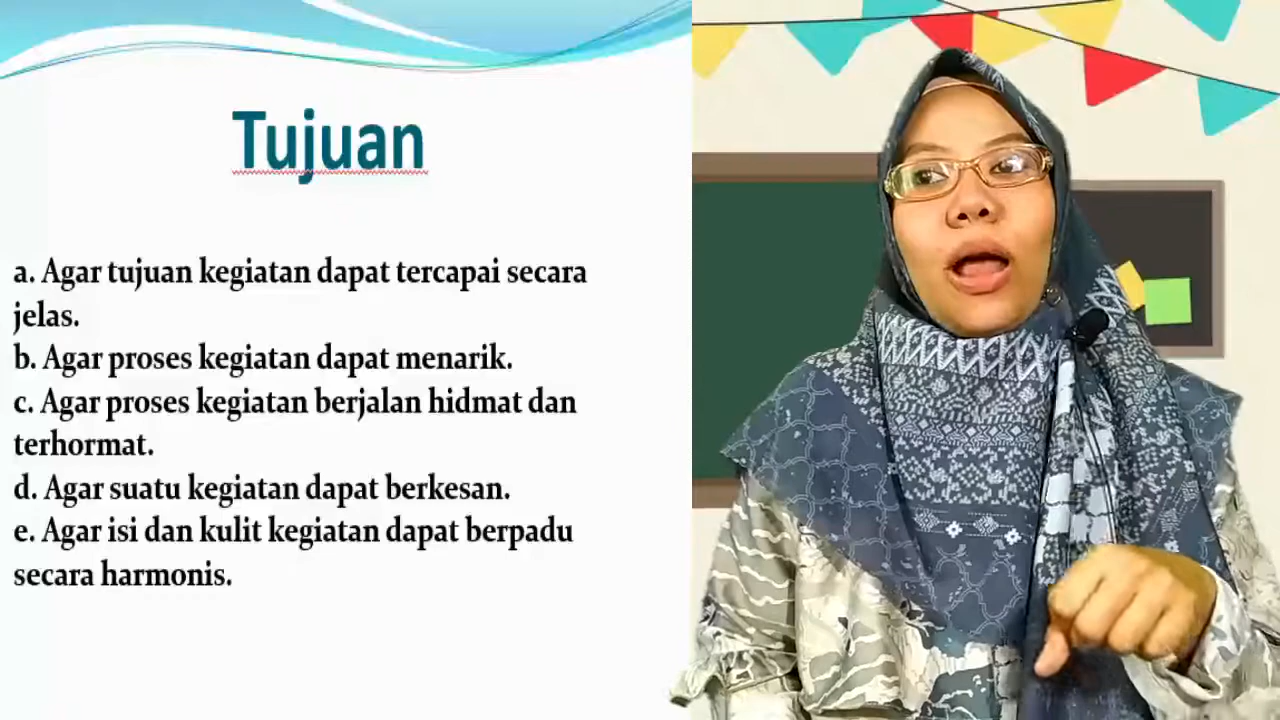 Tujuan
a. Agar tujuan kegiatan dapat tercapai secara
jelas.
b. Agar proses kegiatan dapat menarik.
c. Agar proses kegiatan berjalan hidmat dan
terhormat.
d. Agar suatu kegiatan dapat berkesan.
e. Agar isi dan kulit kegiatan dapat berpadu
secara harmonis.